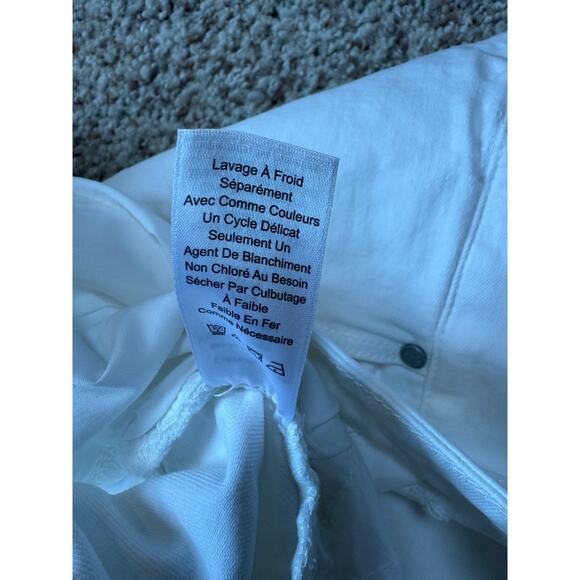 Lavage À Froid
Séparément
Avec Comme Couleurs
Un Cycle Délicat
Seulement Un
Agent De Blanchiment
Non Chloré Au Besoin
Sécher Par Culbutage
À Faible
Faible En Fer
Comme Nécessaire